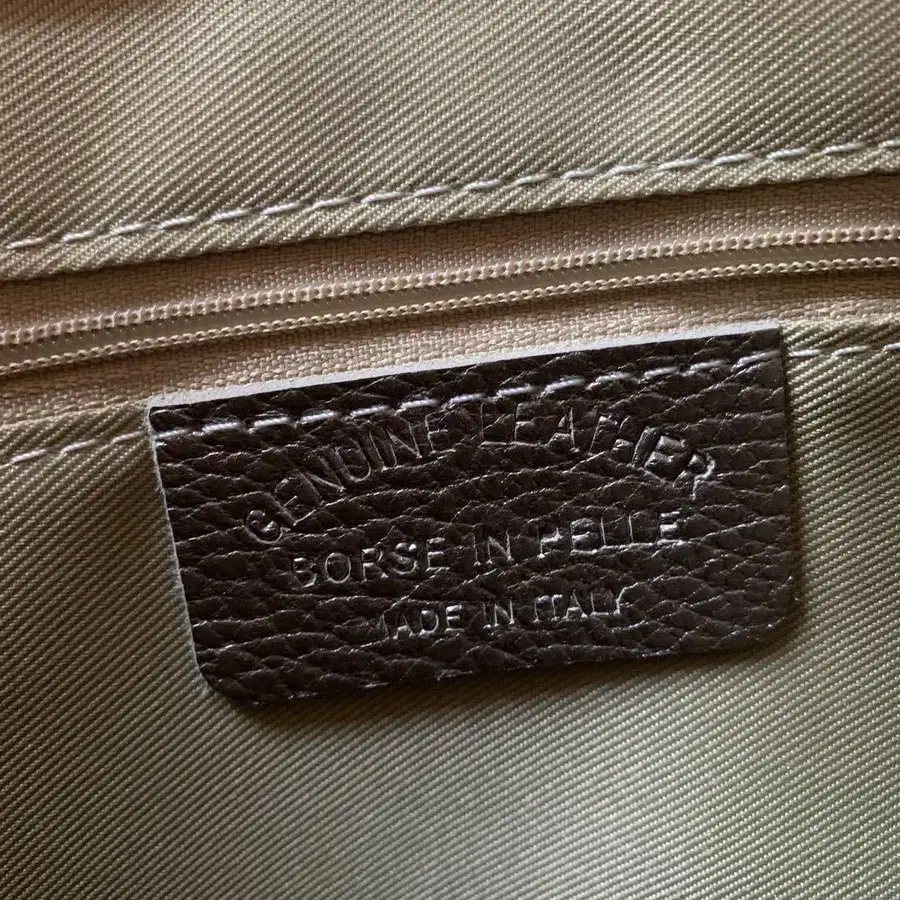 GENUINE LEATHER
BORSE IN PELLE
MADE IN ITALY